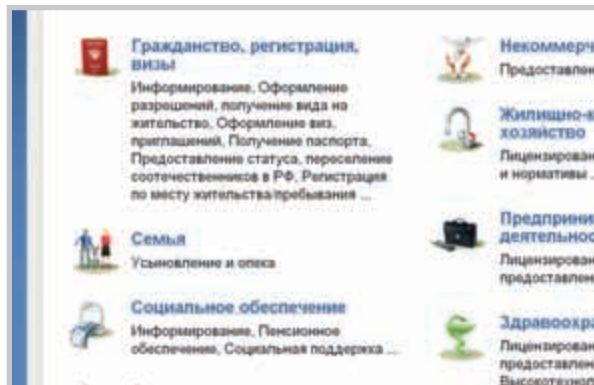 Гражданство, регистрация,
визы
Информирование, Оформление
разрешений, получение вида на
жительство, Оформление виз,
приглашений, Получение паспорта,
Предоставление статуса, переселение
соотечественников в РФ, Регистрация
по месту жительства/пребывания ...
Семья
Усыновление и опека
Социальное обеспечение
Информирование, Пенсионное
обеспечение, Социальная поддержка ...
Некоммерч
Предоставлен
Жилищно-к
хозяйство
Лицензирован
и нормативы ..
Предприни
деятельнос
Лицензирован
предоставлен
Здравоохра
Лицензирован
предоставлен
Высокотехнол